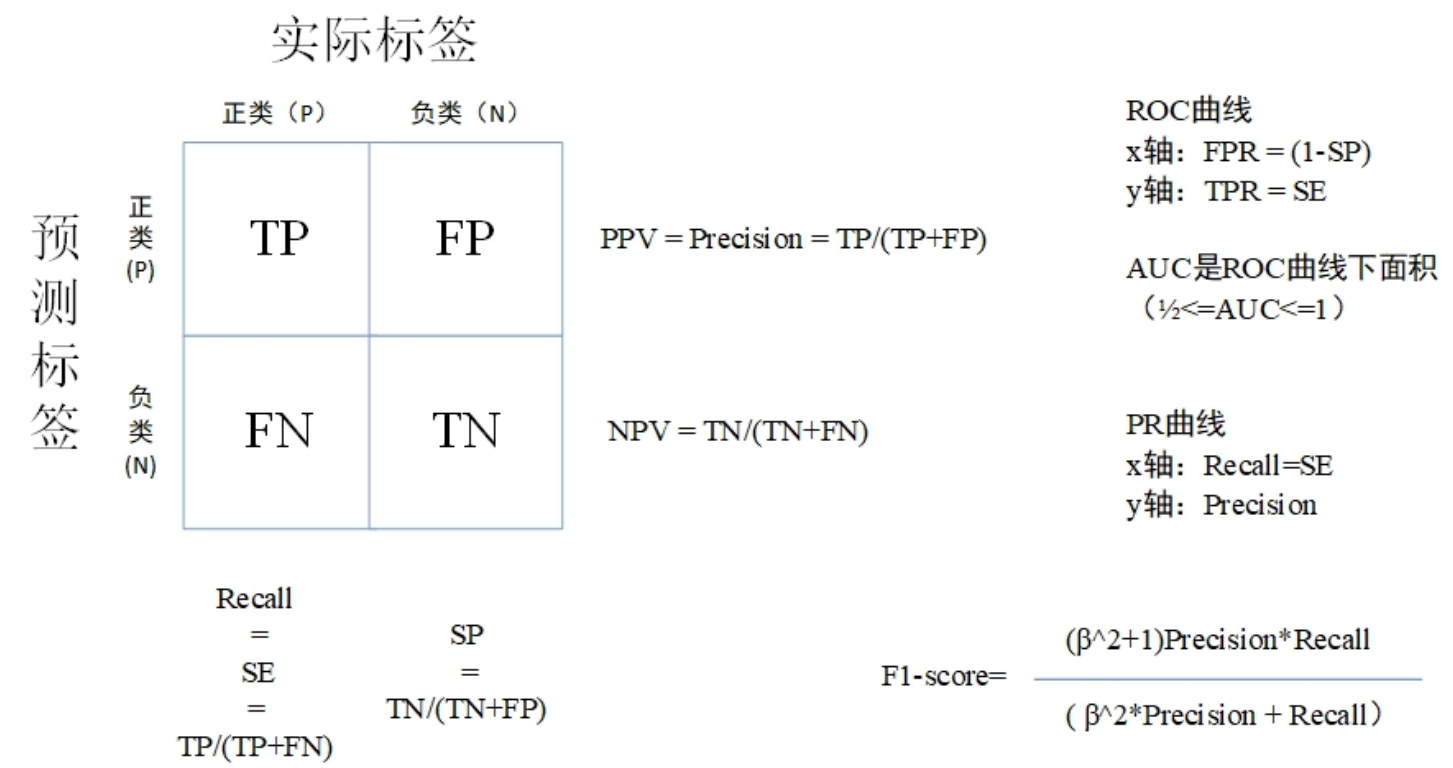 实际标签
正类（P）
负类（N）
预测标签
正类(P)
TP
FP
PPV = Precision = TP/(TP+FP)
负类(N)
FN
TN
NPV = TN/(TN+FN)
Recall
=
SE
=
TP/(TP+FN)
SP
=
TN/(TN+FP)
ROC曲线
x轴：FPR = (1-SP)
y轴：TPR = SE
AUC是ROC曲线下面积
（½<=AUC<=1）
PR曲线
x轴：Recall=SE
y轴：Precision
F1-score=
(β^2+1)Precision*Recall
( β^2*Precision + Recall）